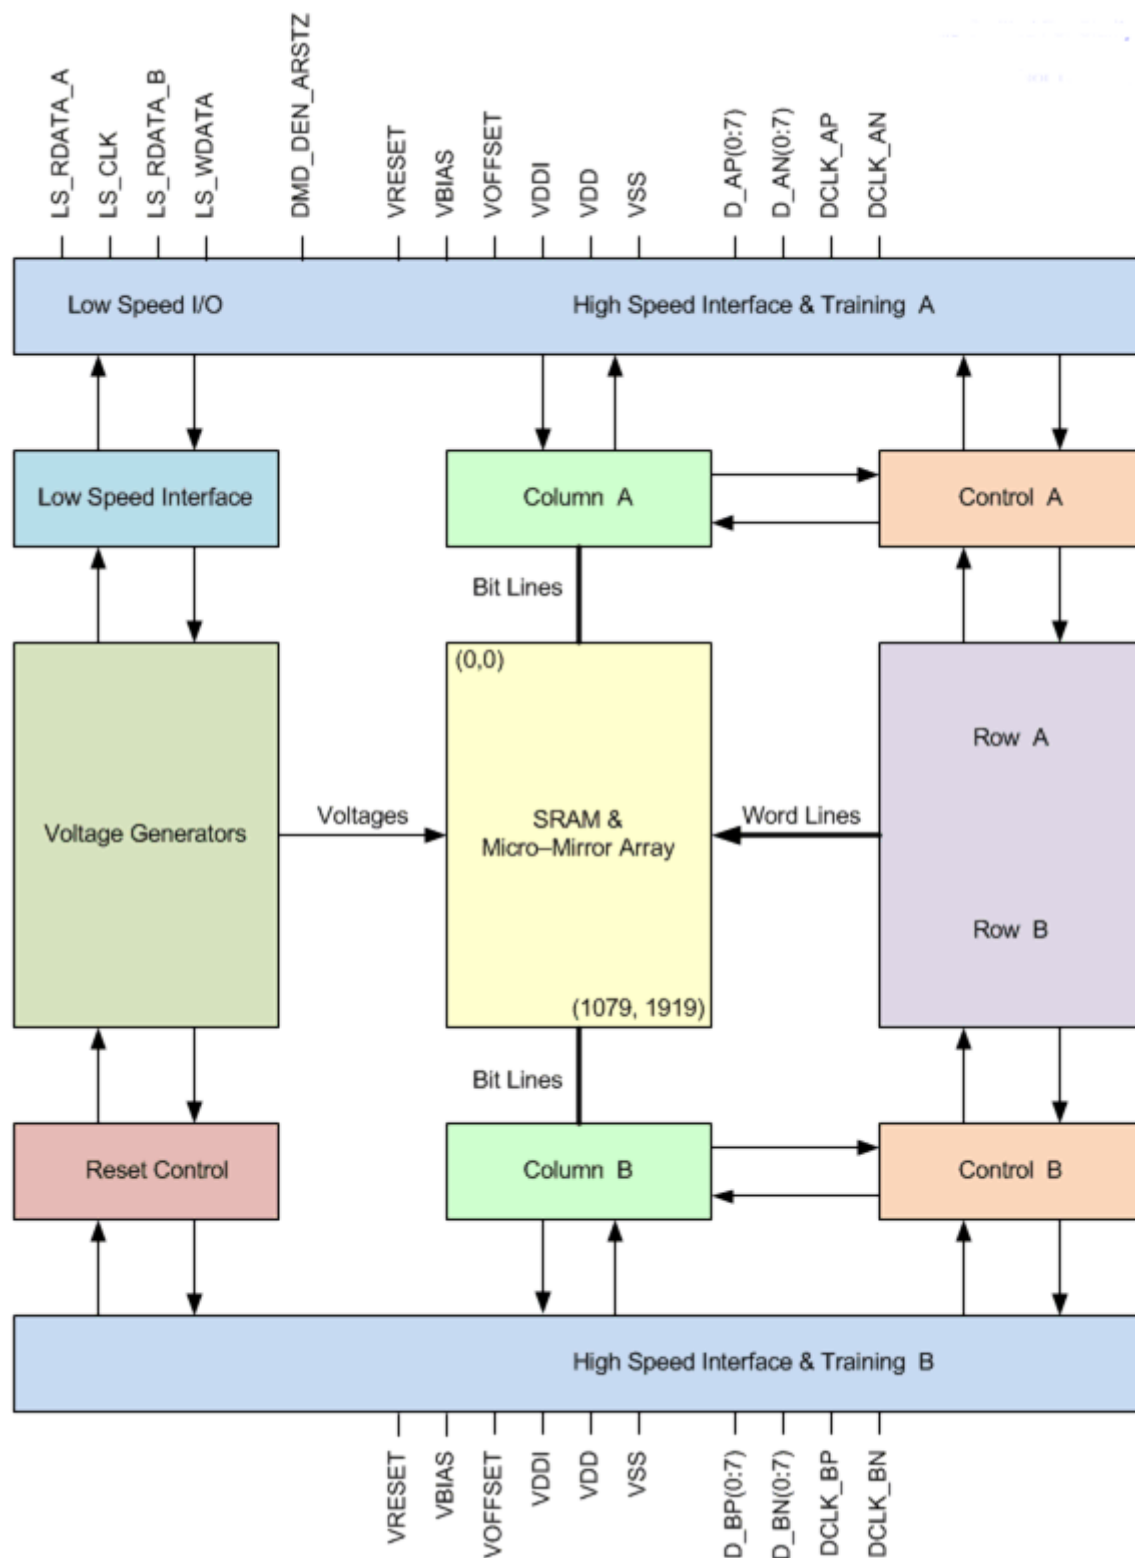 LS_RDATA_A
LS_CLK
LS_RDATA_B
LS_WDATA
DMD_DEN_ARSTZ
VRESET
VBIAS
VOFFSET
VDDI
VDD
VSS
D_AP(0:7)
D_AN(0:7)
DCLK_AP
DCLK_AN
Low Speed I/O
High Speed Interface & Training A
Low Speed Interface
Column A
Control A
Bit Lines
(0,0)
Row A
Voltages
Word Lines
Voltage Generators
SRAM &
Micro–Mirror Array
Row B
(1079, 1919)
Bit Lines
Reset Control
Column B
Control B
High Speed Interface & Training B
VRESET
VBIAS
VOFFSET
VDDI
VDD
VSS
D_BP(0:7)
D_BN(0:7)
DCLK_BP
DCLK_BN